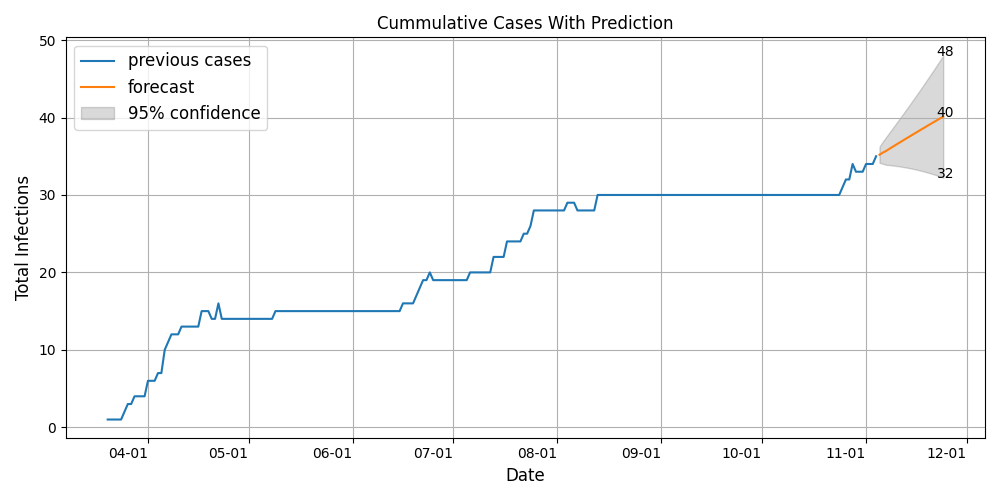 Cummulative Cases With Prediction
previous cases
forecast
95% confidence
48
40
32
Total Infections
50
40
30
20
10
0
04-01 05-01 06-01 07-01 08-01 09-01 10-01 11-01 12-01
Date